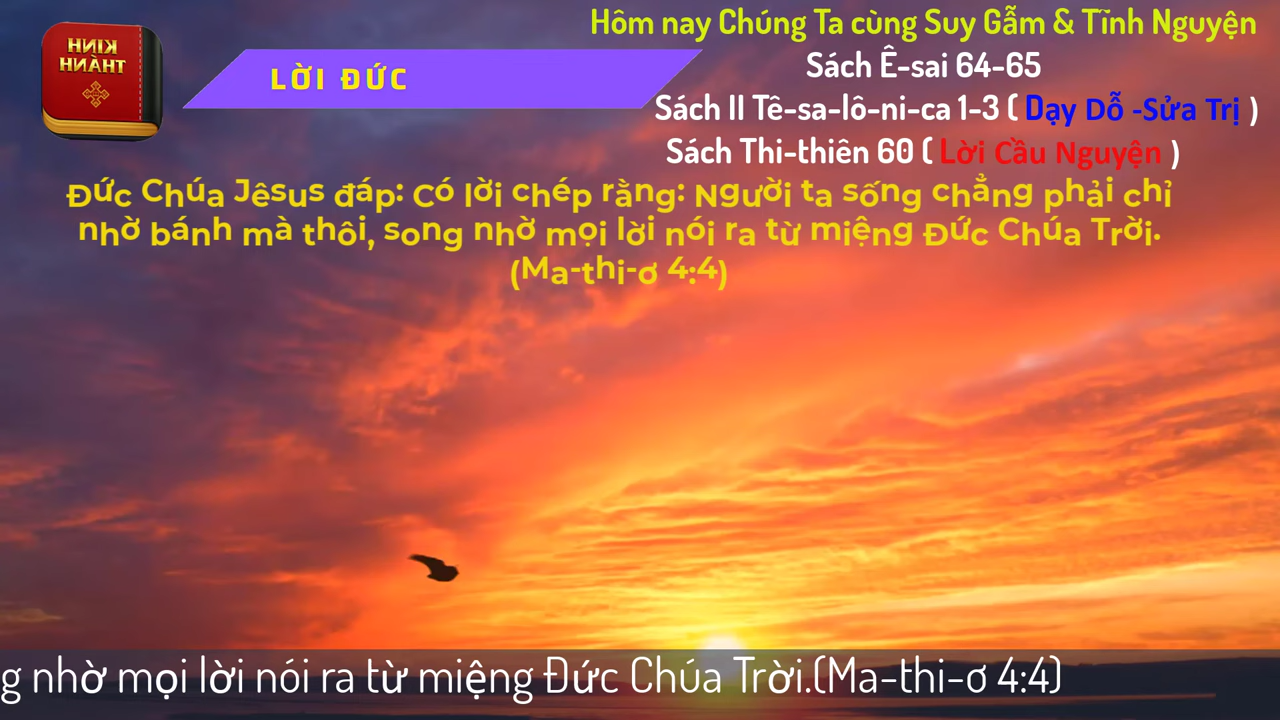 KINH
THÁNH
LỜI ĐỨC
Hôm nay Chúng Ta cùng Suy Gẫm & Tĩnh Nguyện
Sách Ê-sai 64-65
Sách II Tê-sa-lô-ni-ca 1-3 ( Dạy Dỗ -Sửa Trị )
Sách Thi-thiên 60 ( Lời Cầu Nguyện )
Đức Chúa Jêsus đáp: Có lời chép rằng: Người ta sống chẳng phải chỉ
nhờ bánh mà thôi, song nhờ mọi lời nói ra từ miệng Đức Chúa Trời.
(Ma-thi-ơ 4:4)
g nhờ mọi lời nói ra từ miệng Đức Chúa Trời.(Ma-thi-ơ 4:4)